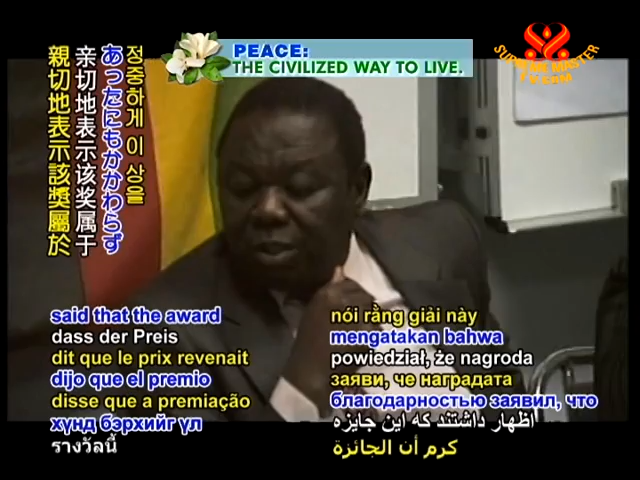 PEACE:
THE CIVILIZED WAY TO LIVE.
SUPREME MASTER
TV.COM
정중하게 이 상을
あったにもかかわらず
亲切地表示该奖属于
親切地表示該獎屬於
said that the award
dass der Preis
dit que le prix revenait
dijo que el premio
disse que a premiação
хүнд бэрхийг үл
รางวัลนี้
nói rằng giải này
mengatakan bahwa
powiedział, że nagroda
заяви, че наградата
благодарностью заявил, что
اظهار داشتند که این جایزه
كرم أن الجائزة